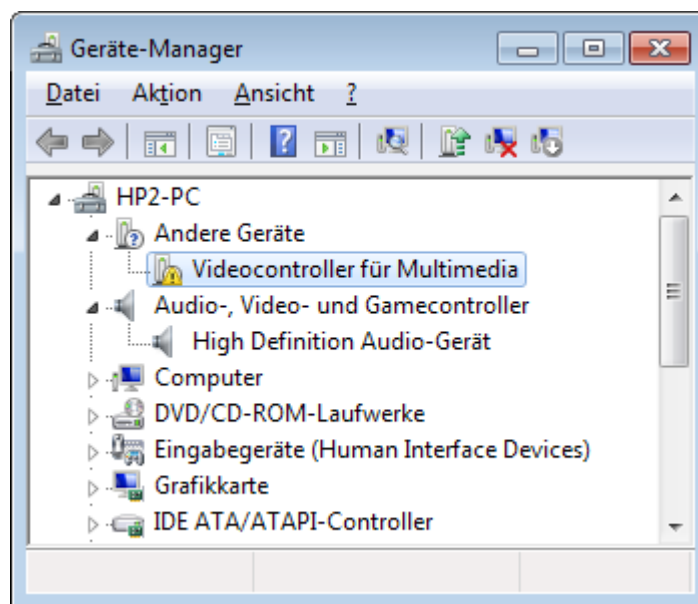 Geräte-Manager
Datei Aktion Ansicht ?
HP2-PC
Andere Geräte
Videocontroller für Multimedia
Audio-, Video- und Gamecontroller
High Definition Audio-Gerät
Computer
DVD/CD-ROM-Laufwerke
Eingabegeräte (Human Interface Devices)
Grafikkarte
IDE ATA/ATAPI-Controller